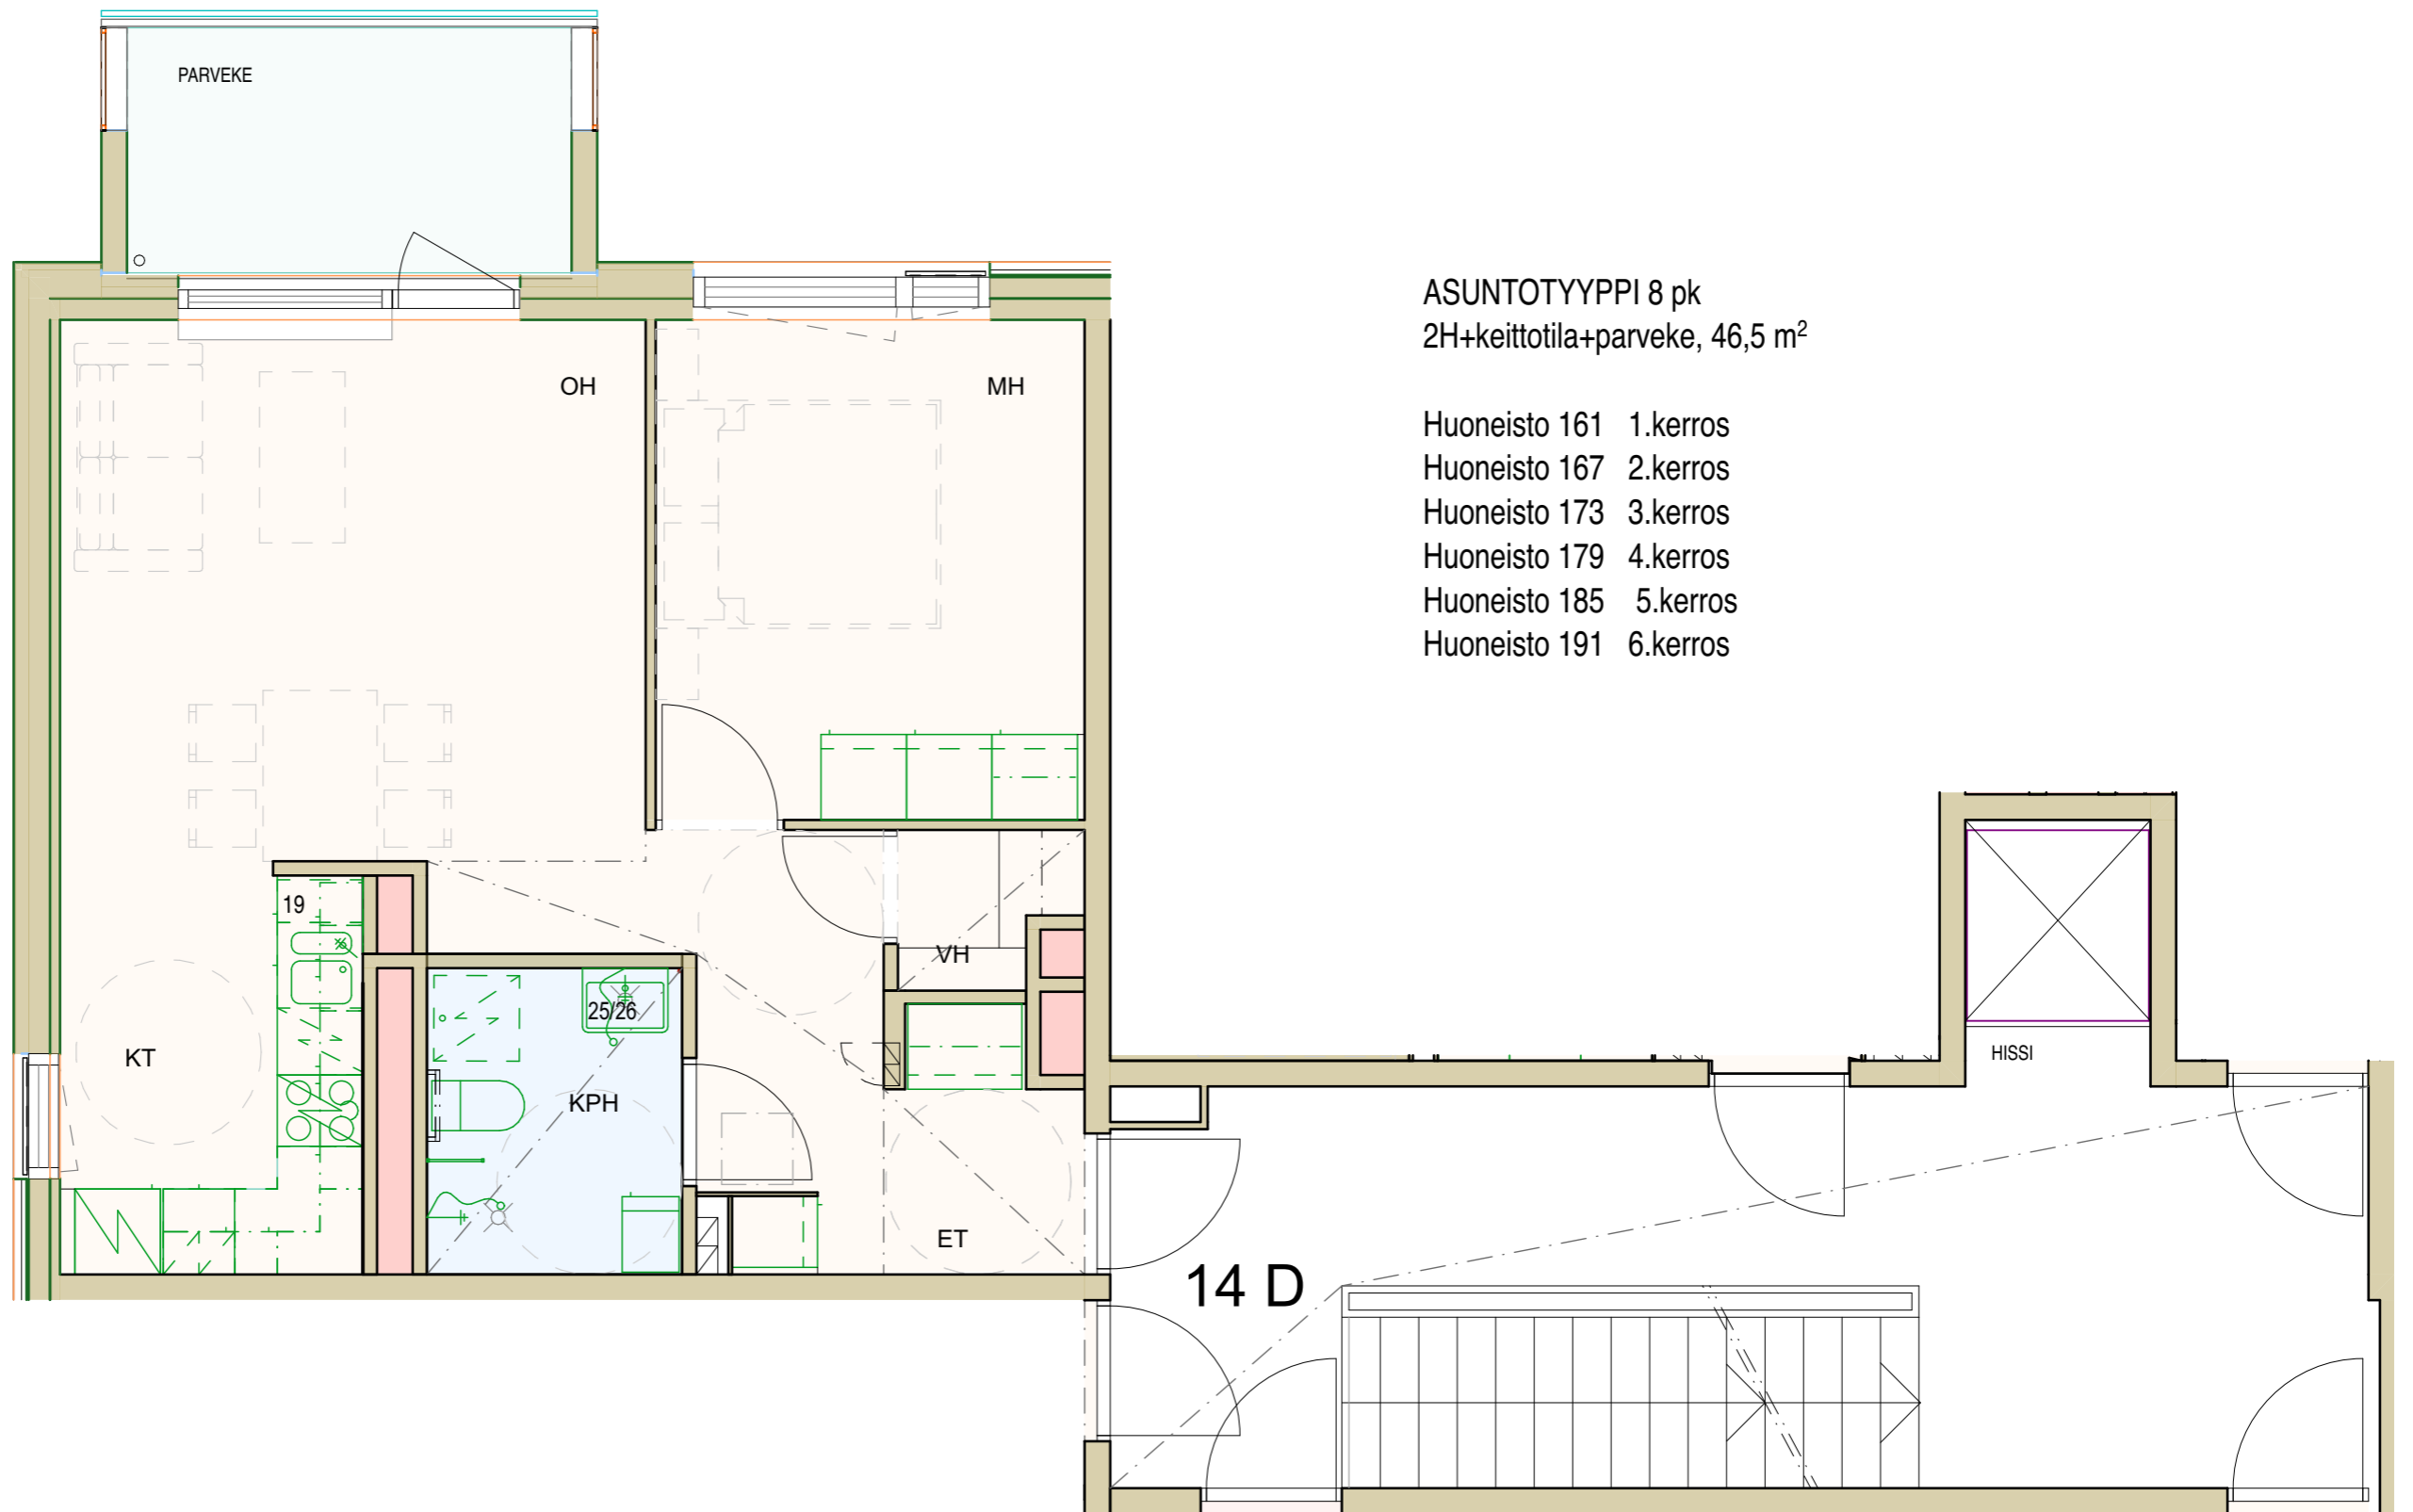 PARVEKE
OH
MH
ASUNTOTYYPPI 8 pk
2H+keittotila+parveke, 46,5 m²
Huoneisto 161 1.kerros
Huoneisto 167 2.kerros
Huoneisto 173 3.kerros
Huoneisto 179 4.kerros
Huoneisto 185 5.kerros
Huoneisto 191 6.kerros
19
VH
25/26
KT
KPH
HISSI
ET
14 D